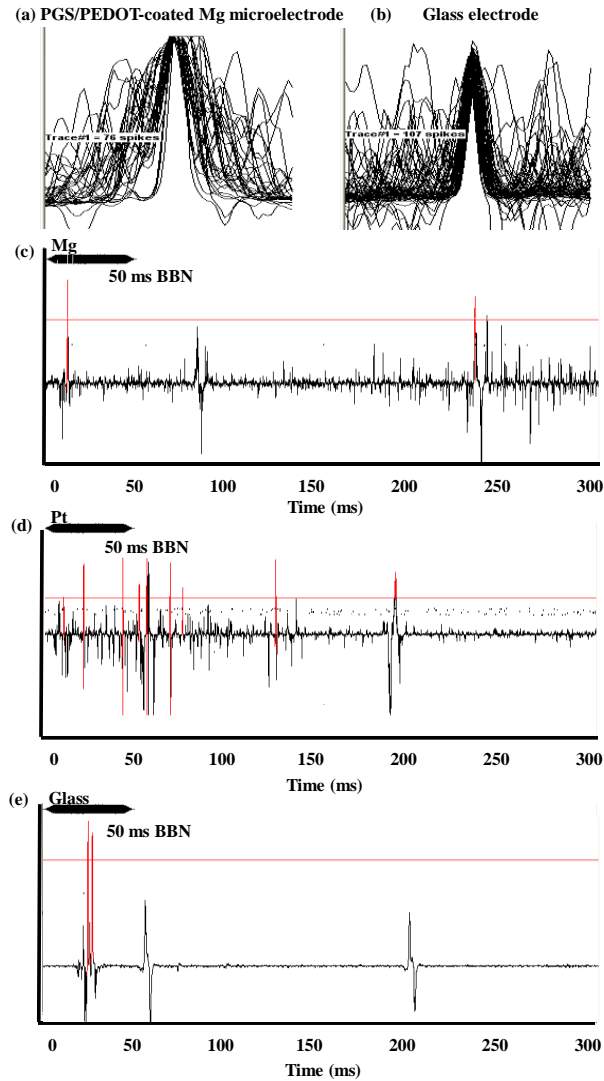 (a) PGS/PEDOT-coated Mg microelectrode (b) Glass electrode
Trace#1 = 76 spikes
Trace#1 = 107 spikes
(c)
Mg
50 ms BBN
0 50 100 150 200 250 300
Time (ms)
(d)
Pt
50 ms BBN
0 50 100 150 200 250 300
Time (ms)
(e)
Glass
50 ms BBN
0 50 100 150 200 250 300
Time (ms)